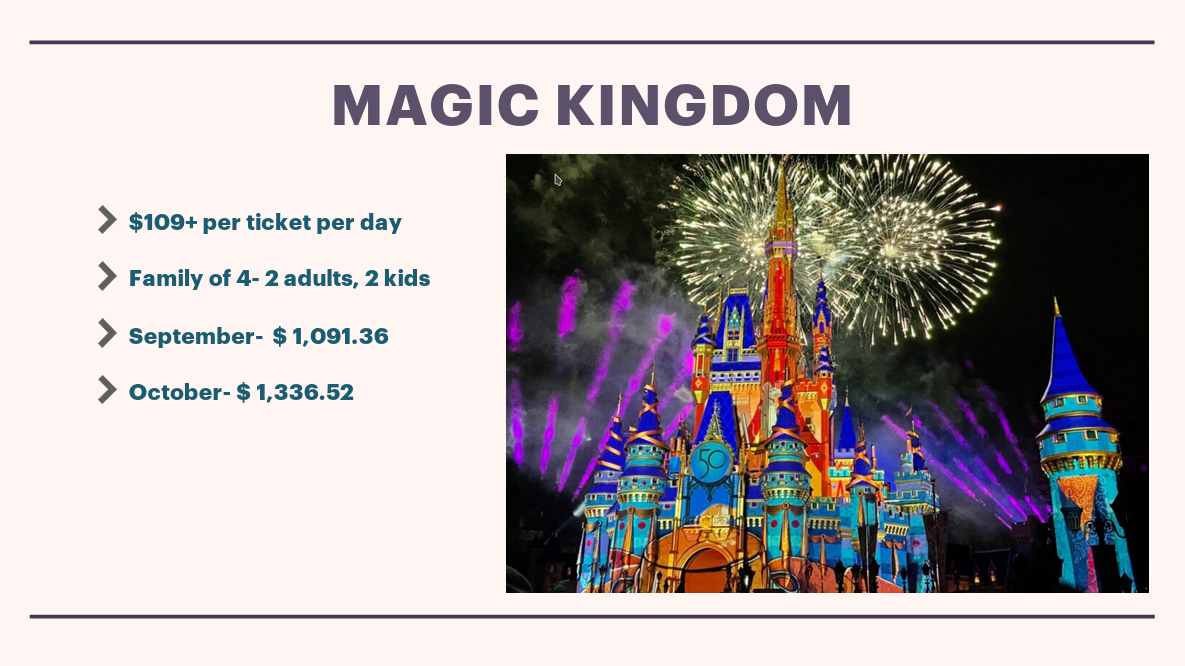 MAGIC KINGDOM
$109+ per ticket per day
Family of 4- 2 adults, 2 kids
September-  $ 1,091.36
October- $ 1,336.52
50